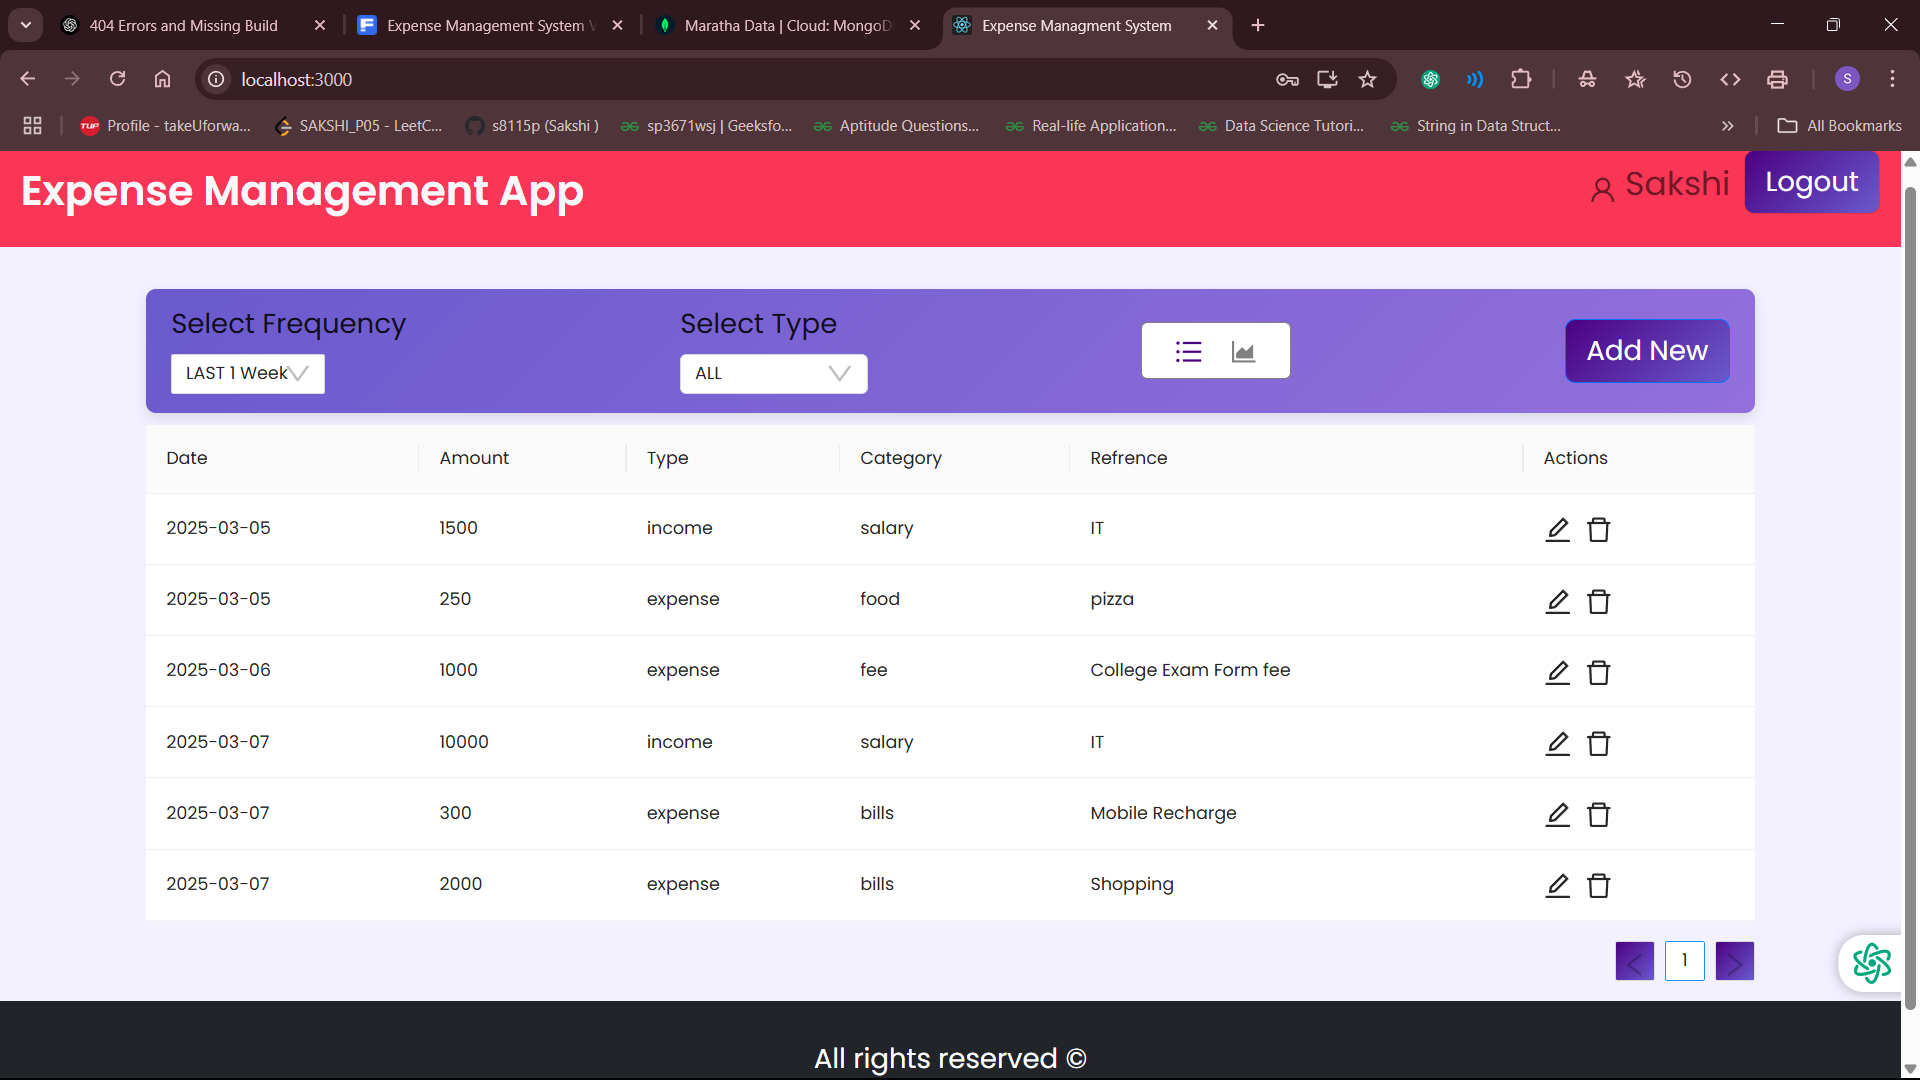 404 Errors and Missing Build
Expense Management System V
Maratha Data | Cloud: MongoD
Expense Managment System
localhost:3000
S
Profile - takeUforwa...
SAKSHI_P05 - LeetC...
s8115p (Sakshi )
sp3671wsj | Geeksfo...
Aptitude Questions...
Real-life Application...
Data Science Tutori...
String in Data Struct...
All Bookmarks
Expense Management App
Sakshi
Logout
Select Frequency
Select Type
LAST 1 Week
ALL
Add New
Date Amount Type Category Refrence Actions
2025-03-05 1500 income salary IT
2025-03-05 250 expense food pizza
2025-03-06 1000 expense fee College Exam Form fee
2025-03-07 10000 income salary IT
2025-03-07 300 expense bills Mobile Recharge
2025-03-07 2000 expense bills Shopping
1
All rights reserved ©